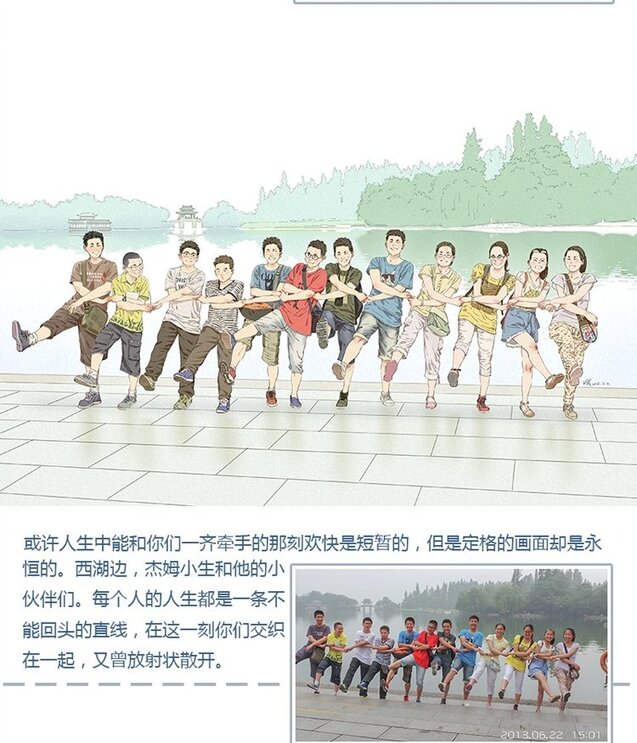 或许人生中能和你们一齐牵手的那刻欢快是短暂的，但是定格的画面却是永
恒的。西湖边，杰姆小生和他的小
伙伴们。每个人的人生都是一条不
能回头的直线，在这一刻你们交织
在一起，又曾放射状散开。
2013.06.22 15:01